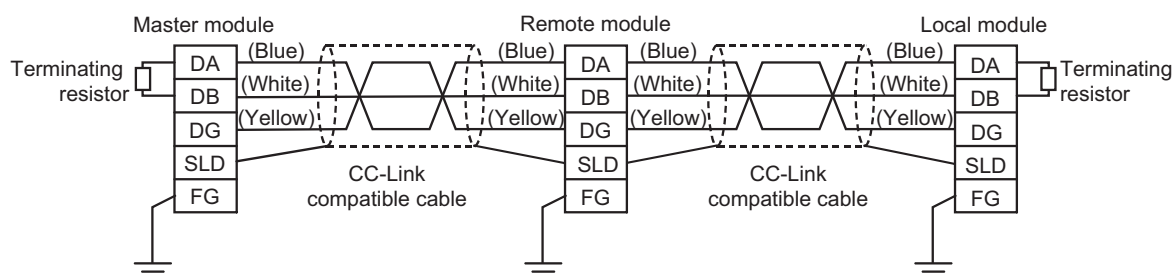 Master module
Remote module
Local module
Terminating
resistor
DA
DB
DG
SLD
FG
(Blue)
(White)
(Yellow)
CC-Link
compatible cable
(Blue)
(White)
(Yellow)
DA
DB
DG
SLD
FG
(Blue)
(White)
(Yellow)
CC-Link
compatible cable
(Blue)
(White)
(Yellow)
DA
DB
DG
SLD
FG
Terminating
resistor